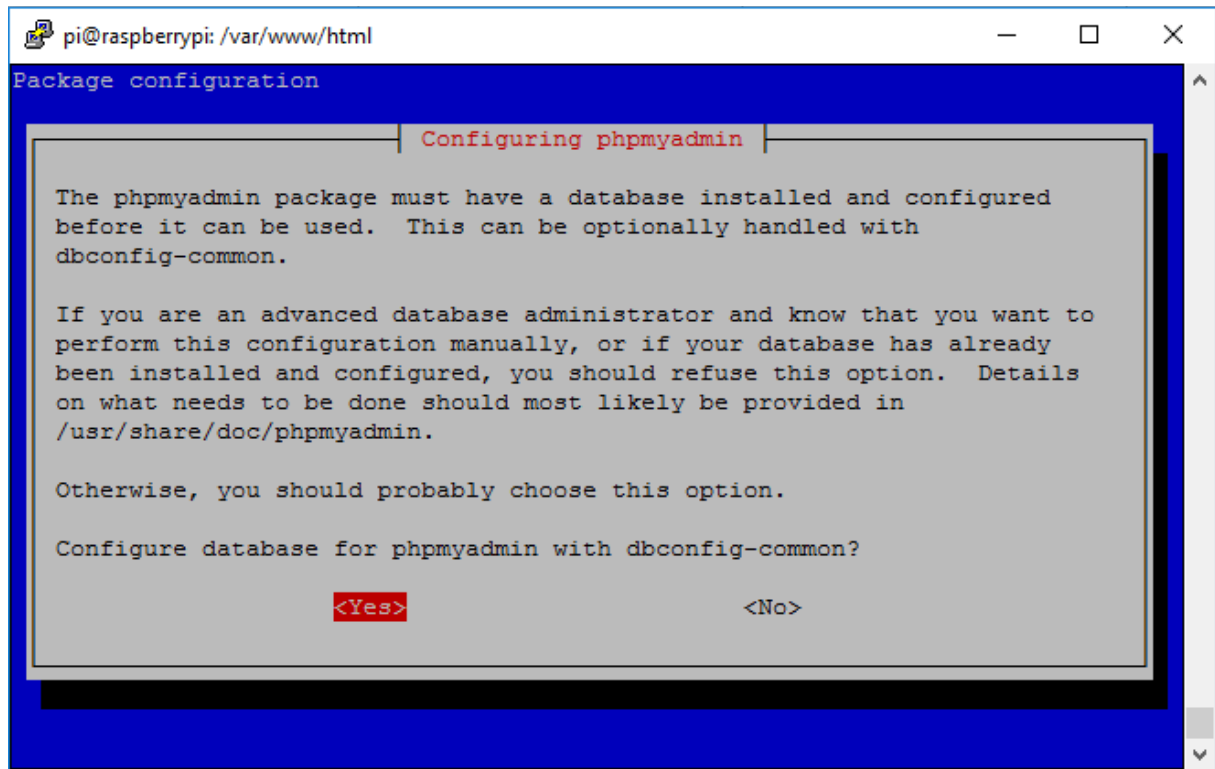 pi@raspberrypi: /var/www/html
Package configuration
Configuring phpmyadmin
The phpmyadmin package must have a database installed and configured
before it can be used.  This can be optionally handled with
dbconfig-common.
If you are an advanced database administrator and know that you want to
perform this configuration manually, or if your database has already
been installed and configured, you should refuse this option.  Details
on what needs to be done should most likely be provided in
/usr/share/doc/phpmyadmin.
Otherwise, you should probably choose this option.
Configure database for phpmyadmin with dbconfig-common?
<Yes> <No>